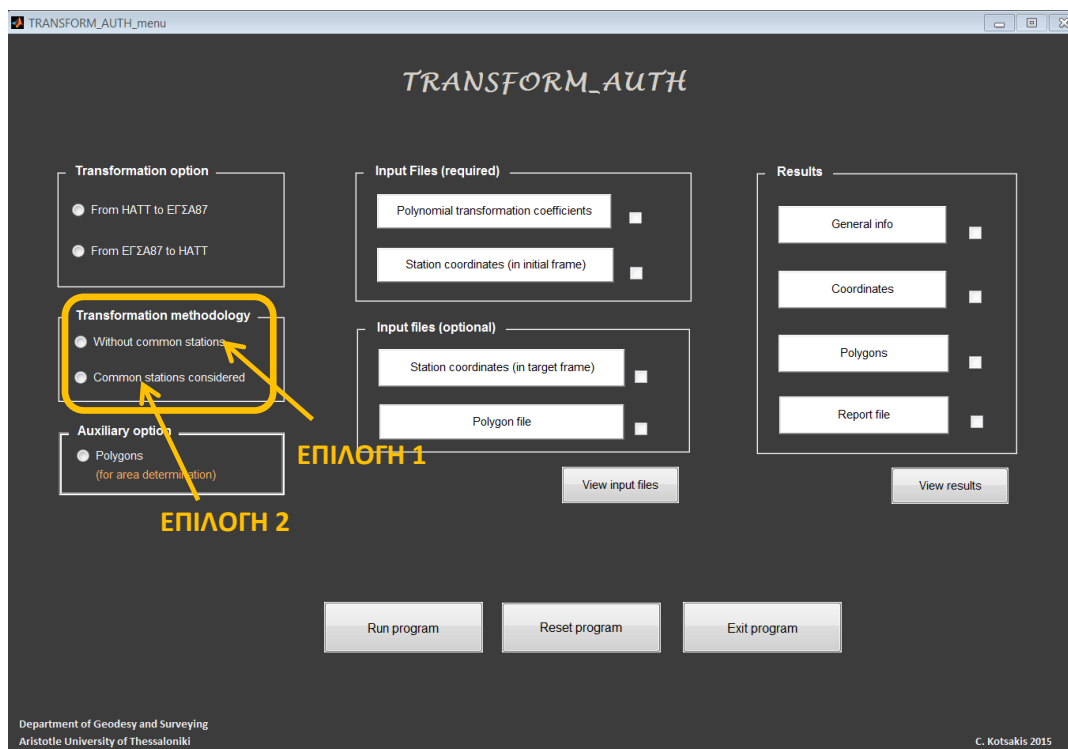 TRANSFORM_AUTH_menu
TRANSFORM_AUTH
Transformation option
From HATT to ΕΓΣΑ87
From ΕΓΣΑ87 to HATT
Transformation methodology
Without common stations
Common stations considered
Auxiliary option
Polygons
(for area determination)
ΕΠΙΛΟΓΗ 1
ΕΠΙΛΟΓΗ 2
Input Files (required)
Polynomial transformation coefficients
Station coordinates (in initial frame)
Input files (optional)
Station coordinates (in target frame)
Polygon file
View input files
Results
General info
Coordinates
Polygons
Report file
View results
Run program
Reset program
Exit program
Department of Geodesy and Surveying
Aristotle University of Thessaloniki
C. Kotsakis 2015